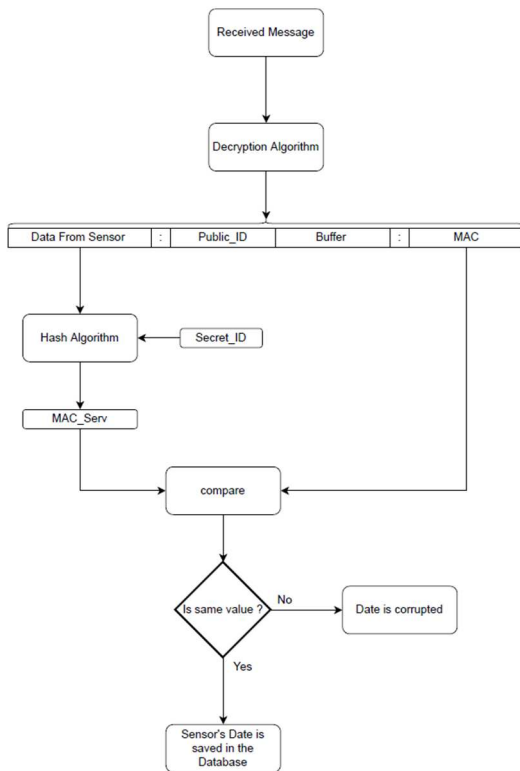 Received Message
Decryption Algorithm
Data From Sensor : Public_ID Buffer : MAC
Hash Algorithm
Secret_ID
MAC_Serv
compare
Is same value ?
No
Date is corrupted
Yes
Sensor's Date is
saved in the
Database